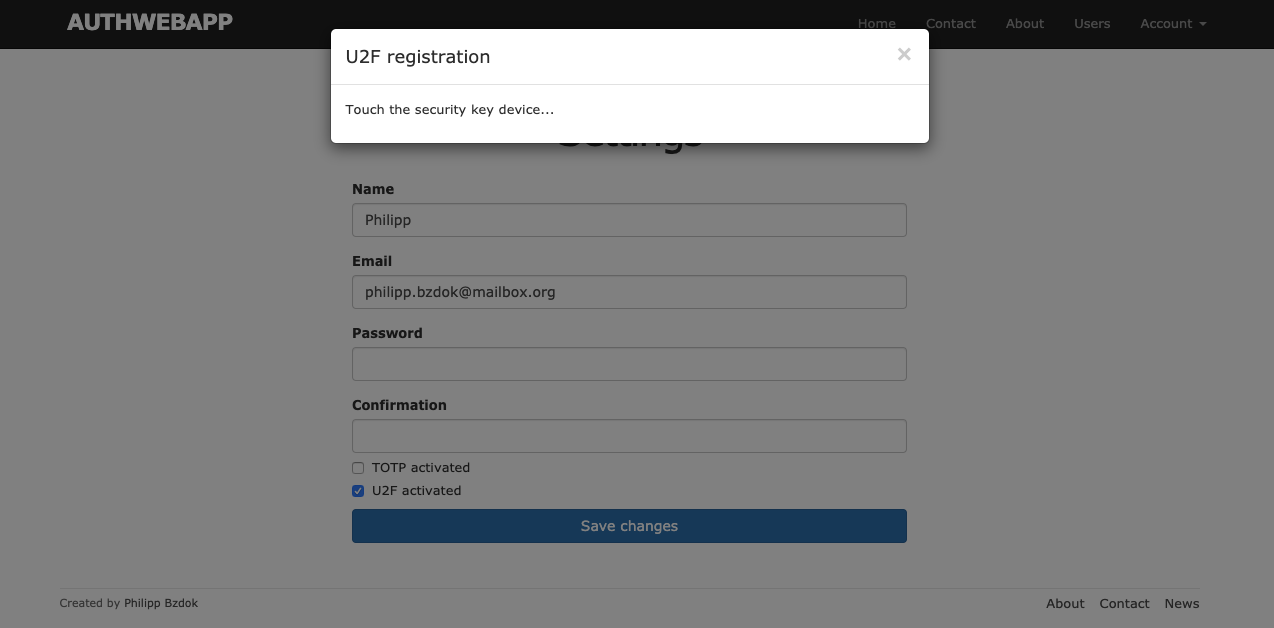 AUTHWEBAPP
Home Contact About Users Account
U2F registration ×
Touch the security key device...
Settings
Name
Philipp
Email
philipp.bzdok@mailbox.org
Password
Confirmation
TOTP activated
U2F activated
Save changes
Created by Philipp Bzdok
About Contact News